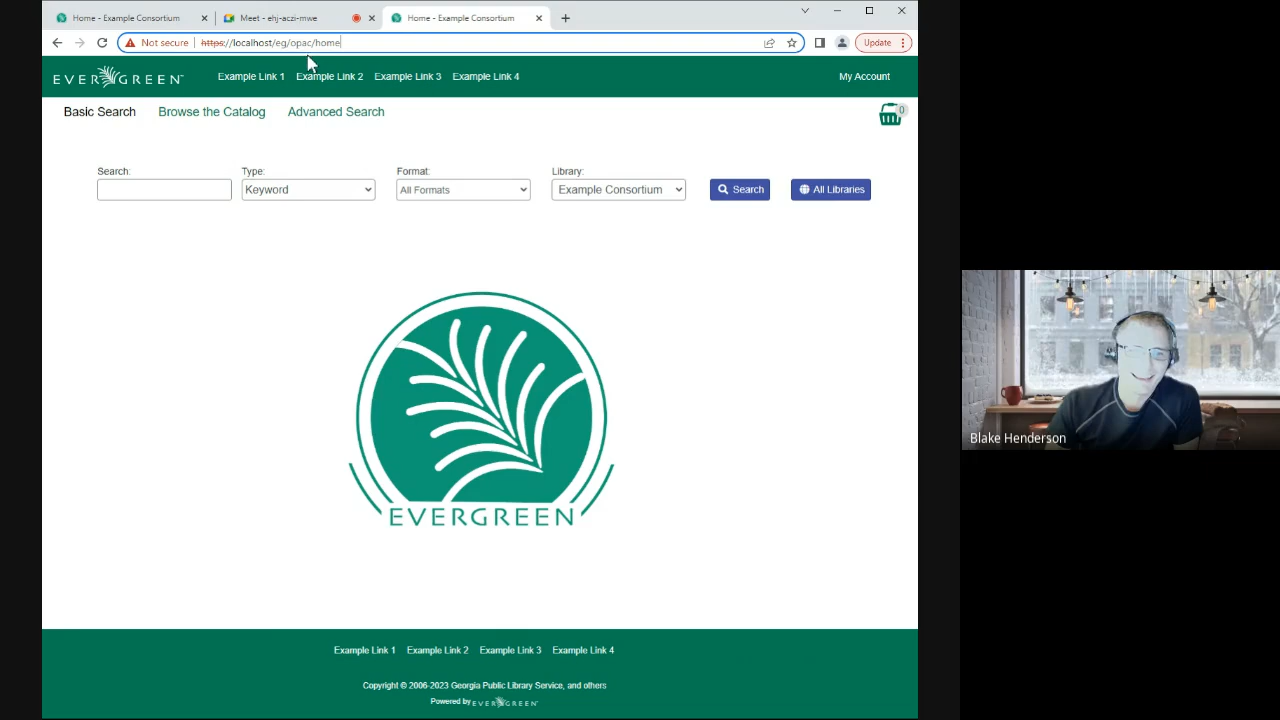 Home - Example Consortium
Meet - ehj-aczi-mwe
Home - Example Consortium
Not secure
https://localhost/eg/opac/home
Update
EVERGREEN
Example Link 1
Example Link 2
Example Link 3
Example Link 4
My Account
Basic Search
Browse the Catalog
Advanced Search
0
Search:
Type:
Format:
Library:
Keyword
All Formats
Example Consortium
Search
All Libraries
EVERGREEN
Blake Henderson
Example Link 1
Example Link 2
Example Link 3
Example Link 4
Copyright © 2006-2023 Georgia Public Library Service, and others
Powered by EVERGREEN